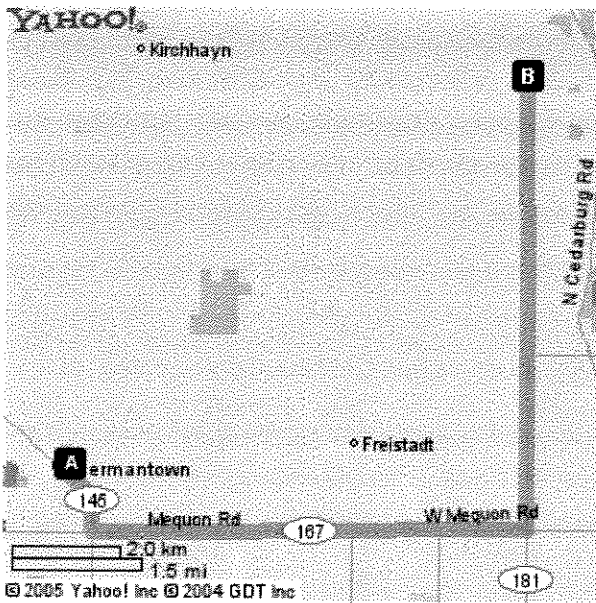 YAHOO!®
Kirchhayn
B
N Cedarburg Rd
Freistadt
A
ermantown
145
Mequon Rd
167
W Mequon Rd
2.0 km
1.5 mi
181
© 2005 Yahoo! Inc © 2004 GDT Inc